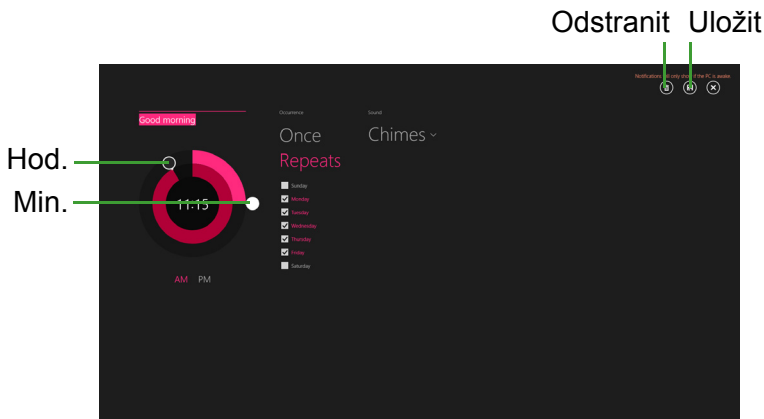 Odstranit Uložit
Notifications will only show if the PC is awake.
Good morning
Occurrence
Sound
Once
Chimes
Repeats
Hod.
Min.
11:15
Sunday
Monday
Tuesday
Wednesday
Thursday
Friday
Saturday
AM PM